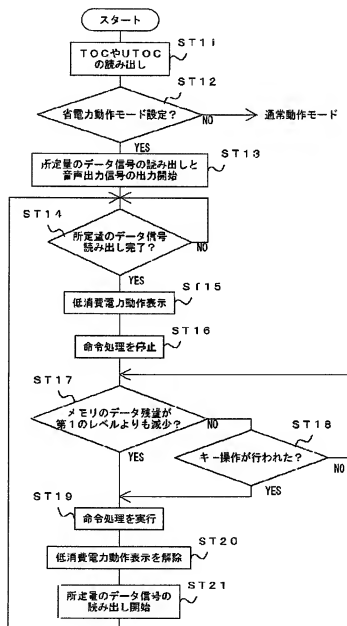 スタート
ST11
TOCやUTOC
の読み出し
ST12
省電力動作モード設定?
NO
通常動作モード
YES
ST13
所定量のデータ信号の読み出しと
音声出力信号の出力開始
ST14
所定量のデータ信号
読み出し完了?
NO
YES
ST15
低消費電力動作表示
ST16
命令処理を停止
ST17
メモリのデータ残量が
第1のレベルよりも減少?
NO
ST18
キー操作が行われた?
NO
YES
YES
ST19
命令処理を実行
ST20
低消費電力動作表示を解除
ST21
所定量のデータ信号の
読み出し開始